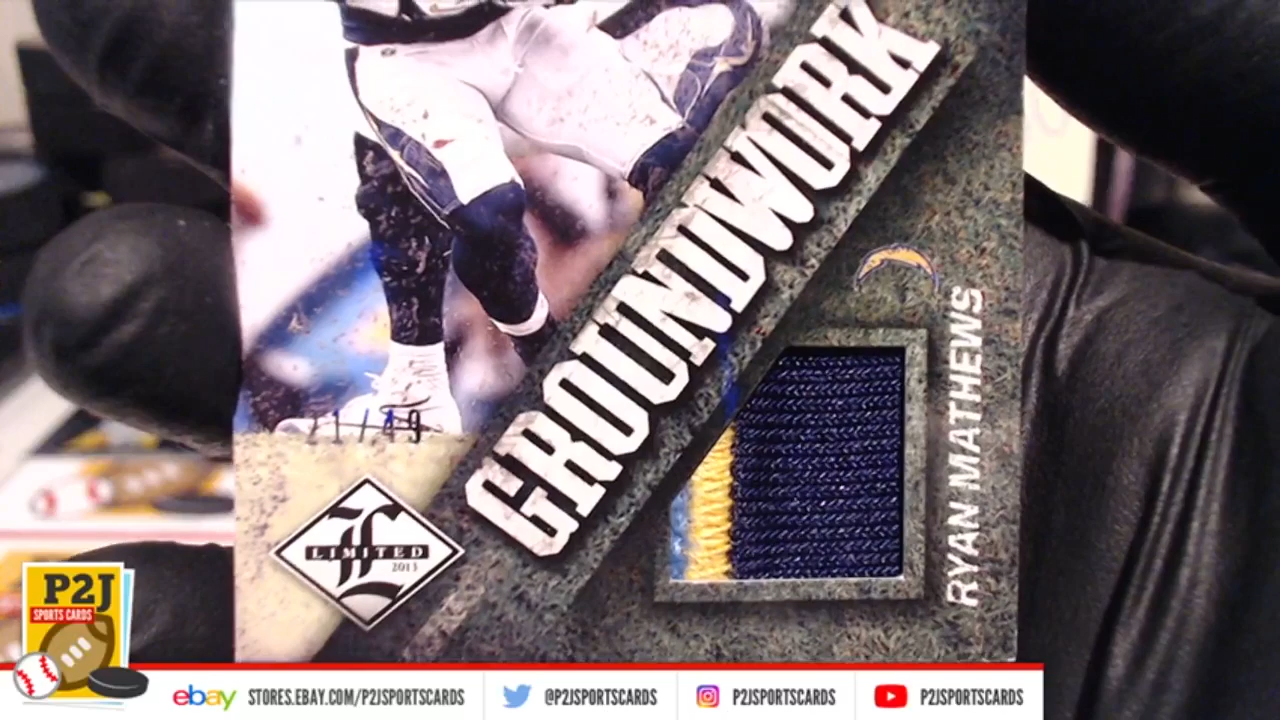 GROUNDWORK
RYAN MATHEWS
21/49
LIMITED
2013
P2J
SPORTS CARDS
ebay STORES.EBAY.COM/P2JSPORTSCARDS @P2JSPORTSCARDS P2JSPORTSCARDS P2JSPORTSCARDS